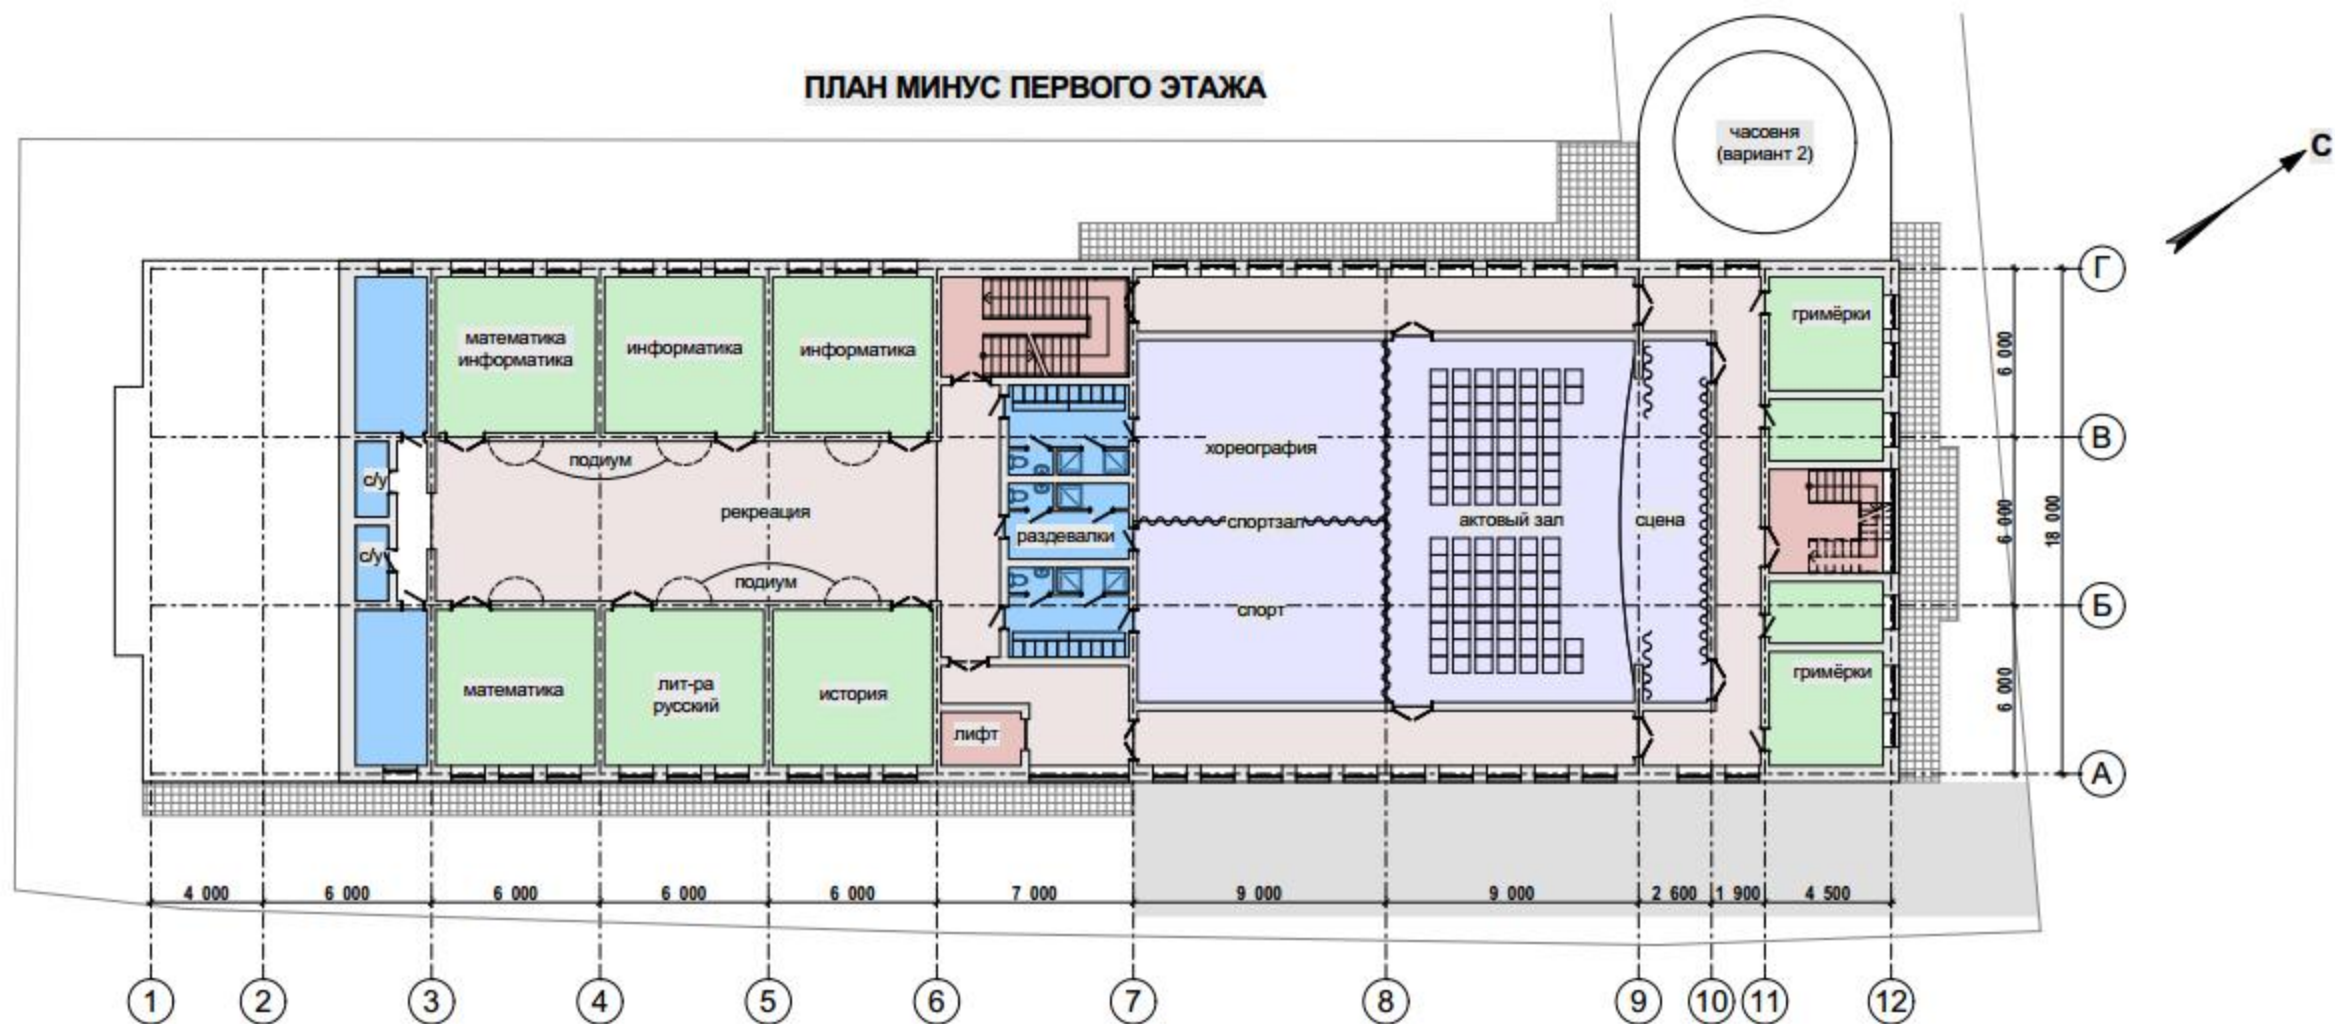 ПЛАН МИНУС ПЕРВОГО ЭТАЖА
часовня
(вариант 2)
С
Г
математика
информатика
информатика
информатика
гримёрки
6 000
В
подиум
хореография
с/у
рекреация
спортзал
актовый зал
сцена
6 000
18 000
с/у
раздевалки
подиум
спорт
Б
математика
лит-ра
русский
история
гримёрки
6 000
лифт
А
4 000
6 000
6 000
6 000
6 000
7 000
9 000
9 000
2 600
1 900
4 500
1
2
3
4
5
6
7
8
9
10
11
12